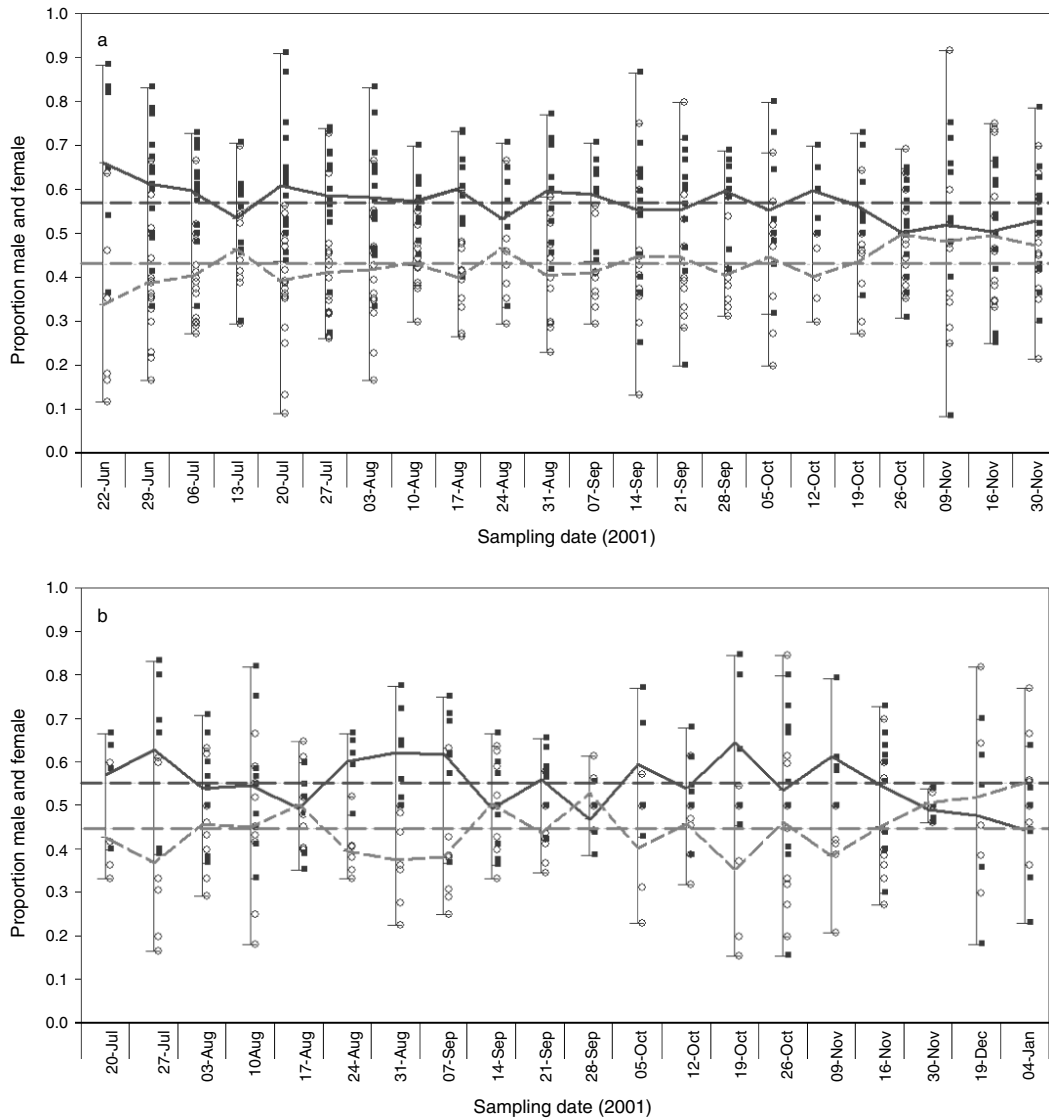 a
Proportion male and female
1.0
0.9
0.8
0.7
0.6
0.5
0.4
0.3
0.2
0.1
0.0
22-Jun
29-Jun
06-Jul
13-Jul
20-Jul
27-Jul
03-Aug
10-Aug
17-Aug
24-Aug
31-Aug
07-Sep
14-Sep
21-Sep
28-Sep
05-Oct
12-Oct
19-Oct
26-Oct
09-Nov
16-Nov
30-Nov
Sampling date (2001)
b
Proportion male and female
1.0
0.9
0.8
0.7
0.6
0.5
0.4
0.3
0.2
0.1
0.0
20-Jul
27-Jul
03-Aug
10Aug
17-Aug
24-Aug
31-Aug
07-Sep
14-Sep
21-Sep
28-Sep
05-Oct
12-Oct
19-Oct
26-Oct
09-Nov
16-Nov
30-Nov
19-Dec
04-Jan
Sampling date (2001)